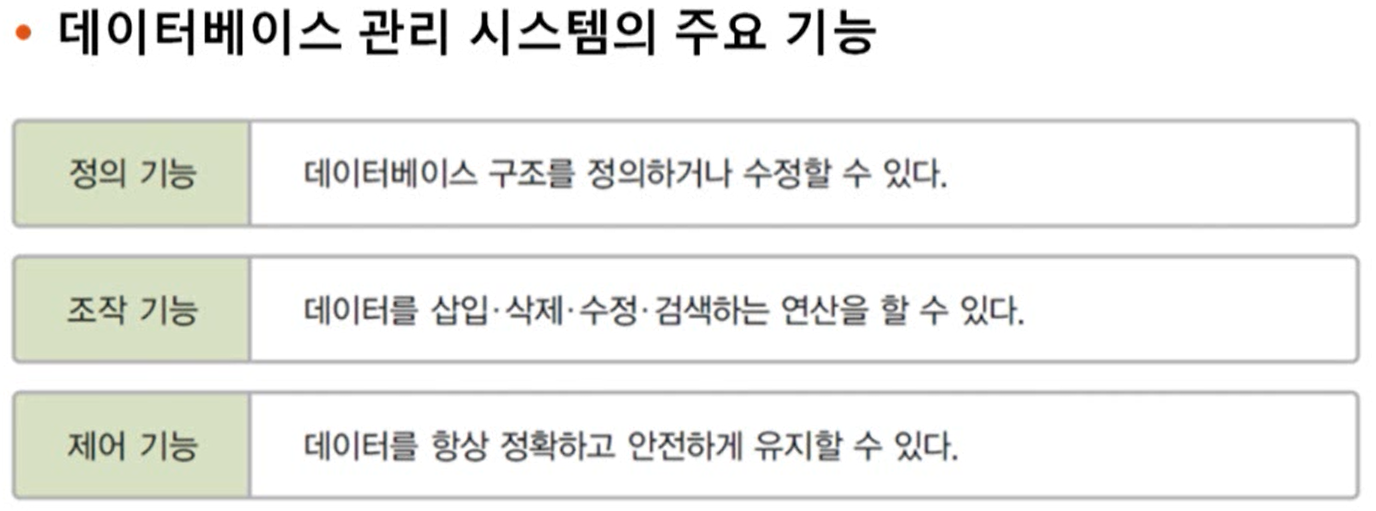 • 데이터베이스 관리 시스템의 주요 기능
정의 기능
데이터베이스 구조를 정의하거나 수정할 수 있다.
조작 기능
데이터를 삽입·삭제·수정·검색하는 연산을 할 수 있다.
제어 기능
데이터를 항상 정확하고 안전하게 유지할 수 있다.